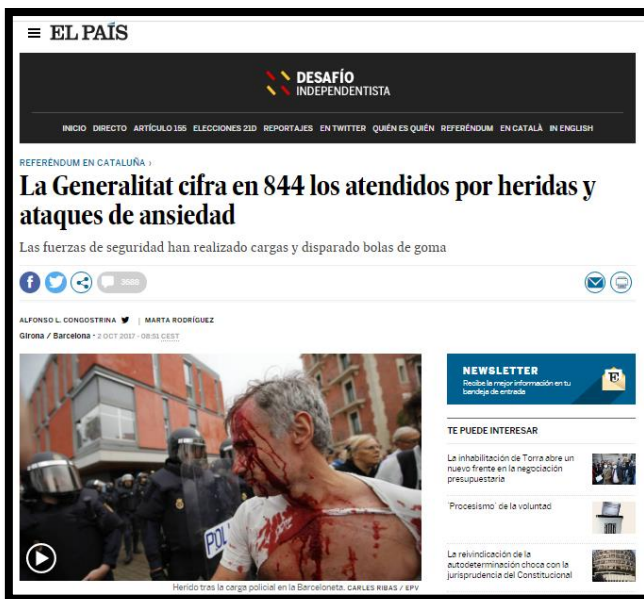 EL PAÍS
DESAFÍO
INDEPENDENTISTA
INICIO DIRECTO ARTÍCULO 155 ELECCIONES 21D REPORTAJES EN TWITTER QUIÉN ES QUIÉN REFERÉNDUM EN CATALÀ IN ENGLISH
REFERÉNDUM EN CATALUÑA ›
La Generalitat cifra en 844 los atendidos por heridas y
ataques de ansiedad
Las fuerzas de seguridad han realizado cargas y disparado bolas de goma
3588
ALFONSO L. CONGOSTRINA | MARTA RODRÍGUEZ
Girona / Barcelona - 2 OCT 2017 - 08:51 CEST
NEWSLETTER
Recibe la mejor información en tu
bandeja de entrada
E
TE PUEDE INTERESAR
La inhabilitación de Torra abre un
nuevo frente en la negociación
presupuestaria
'Procesismo' de la voluntad
La reivindicación de la
autodeterminación choca con la
jurisprudencia del Constitucional
POL
Herido tras la carga policial en la Barceloneta. CARLES RIBAS / EPV